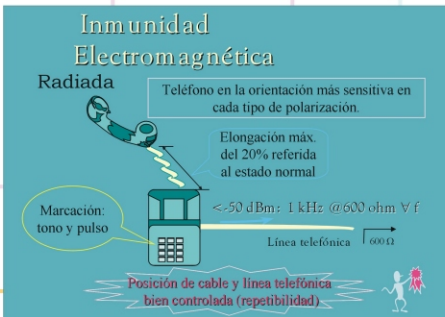 Inmunidad
Electromagnética
Radiada
Teléfono en la orientación más sensitiva en
cada tipo de polarización.
Elongación máx.
del 20% referida
al estado normal
Marcación:
tono y pulso
<-50 dBm: 1 kHz @600 ohm ∀ f
Línea telefónica
600 Ω
Posición de cable y línea telefónica
bien controlada (repetibilidad)